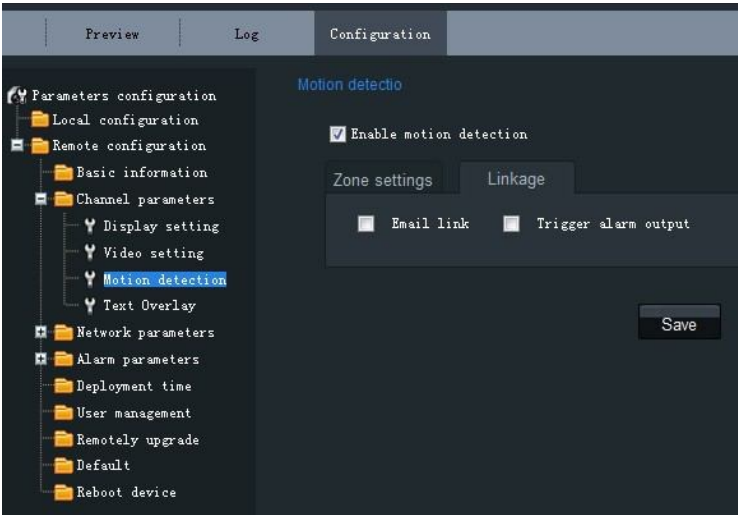 Preview Log Configuration
Parameters configuration
Local configuration
Remote configuration
Basic information
Channel parameters
Display setting
Video setting
Motion detection
Text Overlay
Network parameters
Alarm parameters
Deployment time
User management
Remotely upgrade
Default
Reboot device
Motion detectio
Enable motion detection
Zone settings Linkage
Email link Trigger alarm output
Save